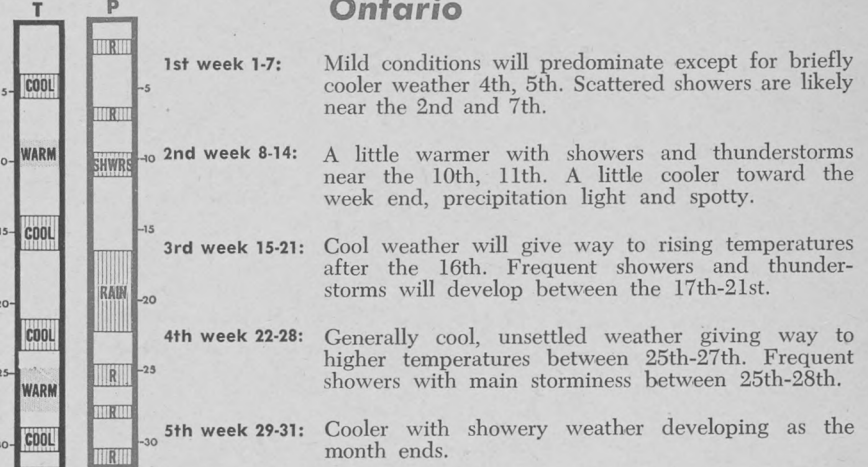 T
P
Ontario
R
COOL
5-
-5
R
WARM
0-
SHWRS
-10
COOL
15-
-15
RAIN
20-
-20
COOL
25-
R
-25
WARM
R
COOL
30-
-30
R
1st week 1-7:
Mild conditions will predominate except for briefly
cooler weather 4th, 5th. Scattered showers are likely
near the 2nd and 7th.
2nd week 8-14:
A little warmer with showers and thunderstorms
near the 10th, 11th. A little cooler toward the
week end, precipitation light and spotty.
3rd week 15-21:
Cool weather will give way to rising temperatures
after the 16th. Frequent showers and thunder-
storms will develop between the 17th-21st.
4th week 22-28:
Generally cool, unsettled weather giving way to
higher temperatures between 25th-27th. Frequent
showers with main storminess between 25th-28th.
5th week 29-31:
Cooler with showery weather developing as the
month ends.